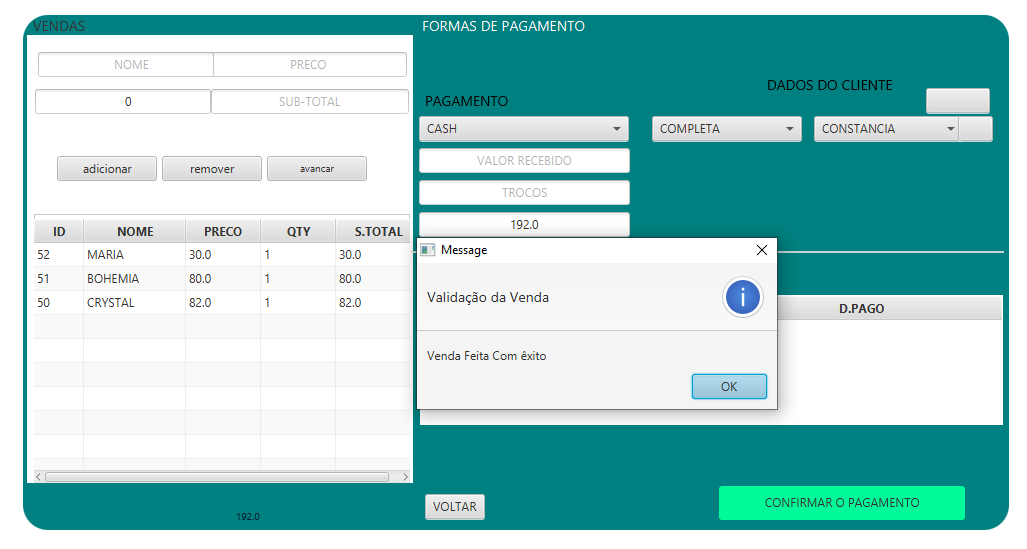 VENDAS
FORMAS DE PAGAMENTO
NOME PRECO
DADOS DO CLIENTE
0 SUB-TOTAL
PAGAMENTO
CASH COMPLETA CONSTANCIA
VALOR RECEBIDO
adicionar remover avancar
TROCOS
192.0
ID NOME PRECO QTY S.TOTAL
52 MARIA 30.0 1 30.0
51 BOHEMIA 80.0 1 80.0
50 CRYSTAL 82.0 1 82.0
Message
Validação da Venda
Venda Feita Com êxito
OK
D.PAGO
192.0
VOLTAR
CONFIRMAR O PAGAMENTO